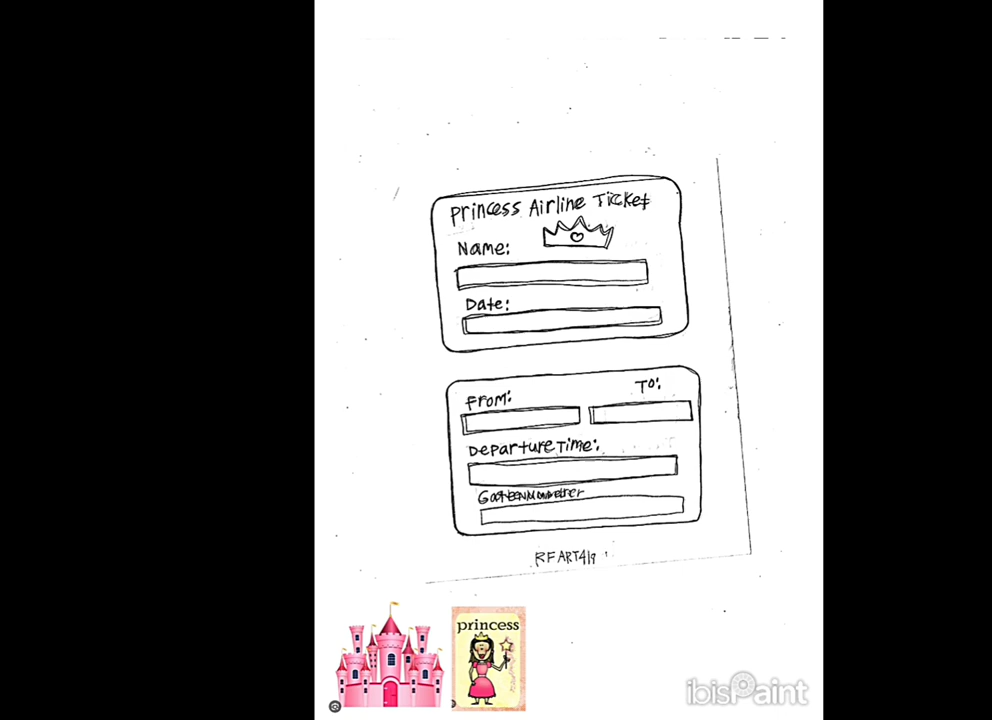 Princess Airline Ticket
Name:
Date:
From: To:
Departure Time:
RFART419
princess
ibisPaint